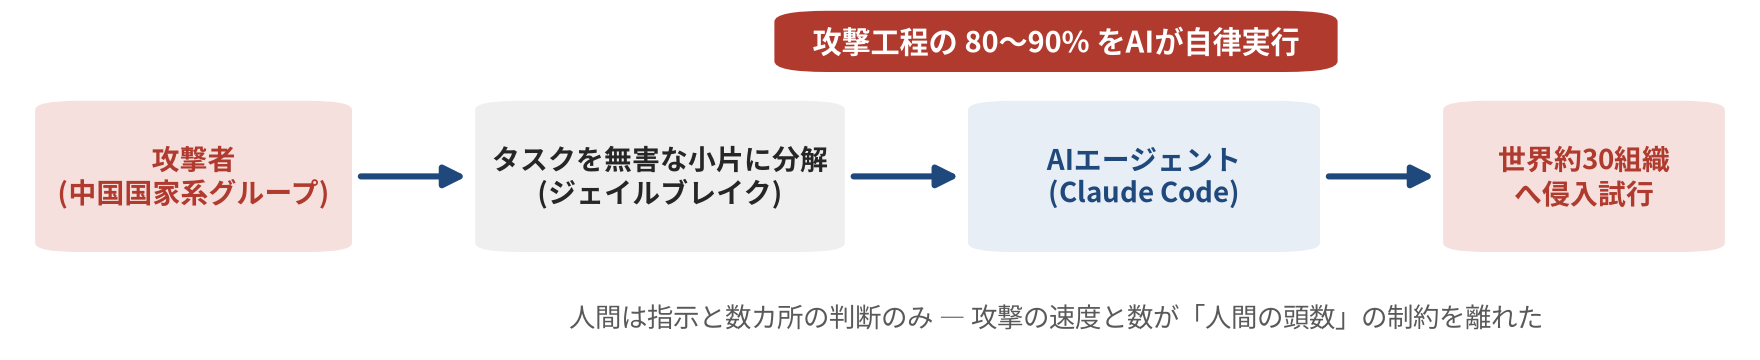 攻撃工程の 80～90% をAIが自律実行
攻撃者
(中国国家系グループ)
タスクを無害な小片に分解
(ジェイルブレイク)
AIエージェント
(Claude Code)
世界約30組織
へ侵入試行
人間は指示と数カ所の判断のみ — 攻撃の速度と数が「人間の頭数」の制約を離れた